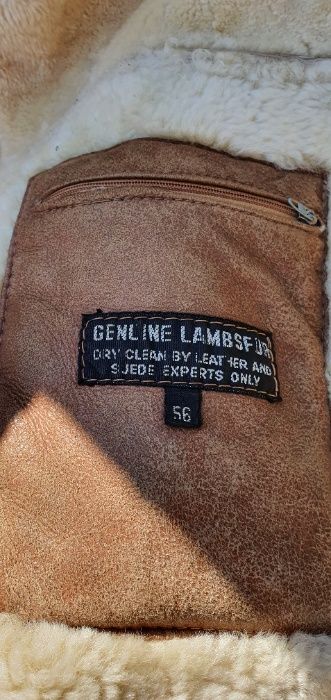 GENUINE LAMBSFUR
DRY CLEAN BY LEATHER AND
SUEDE EXPERTS ONLY
56